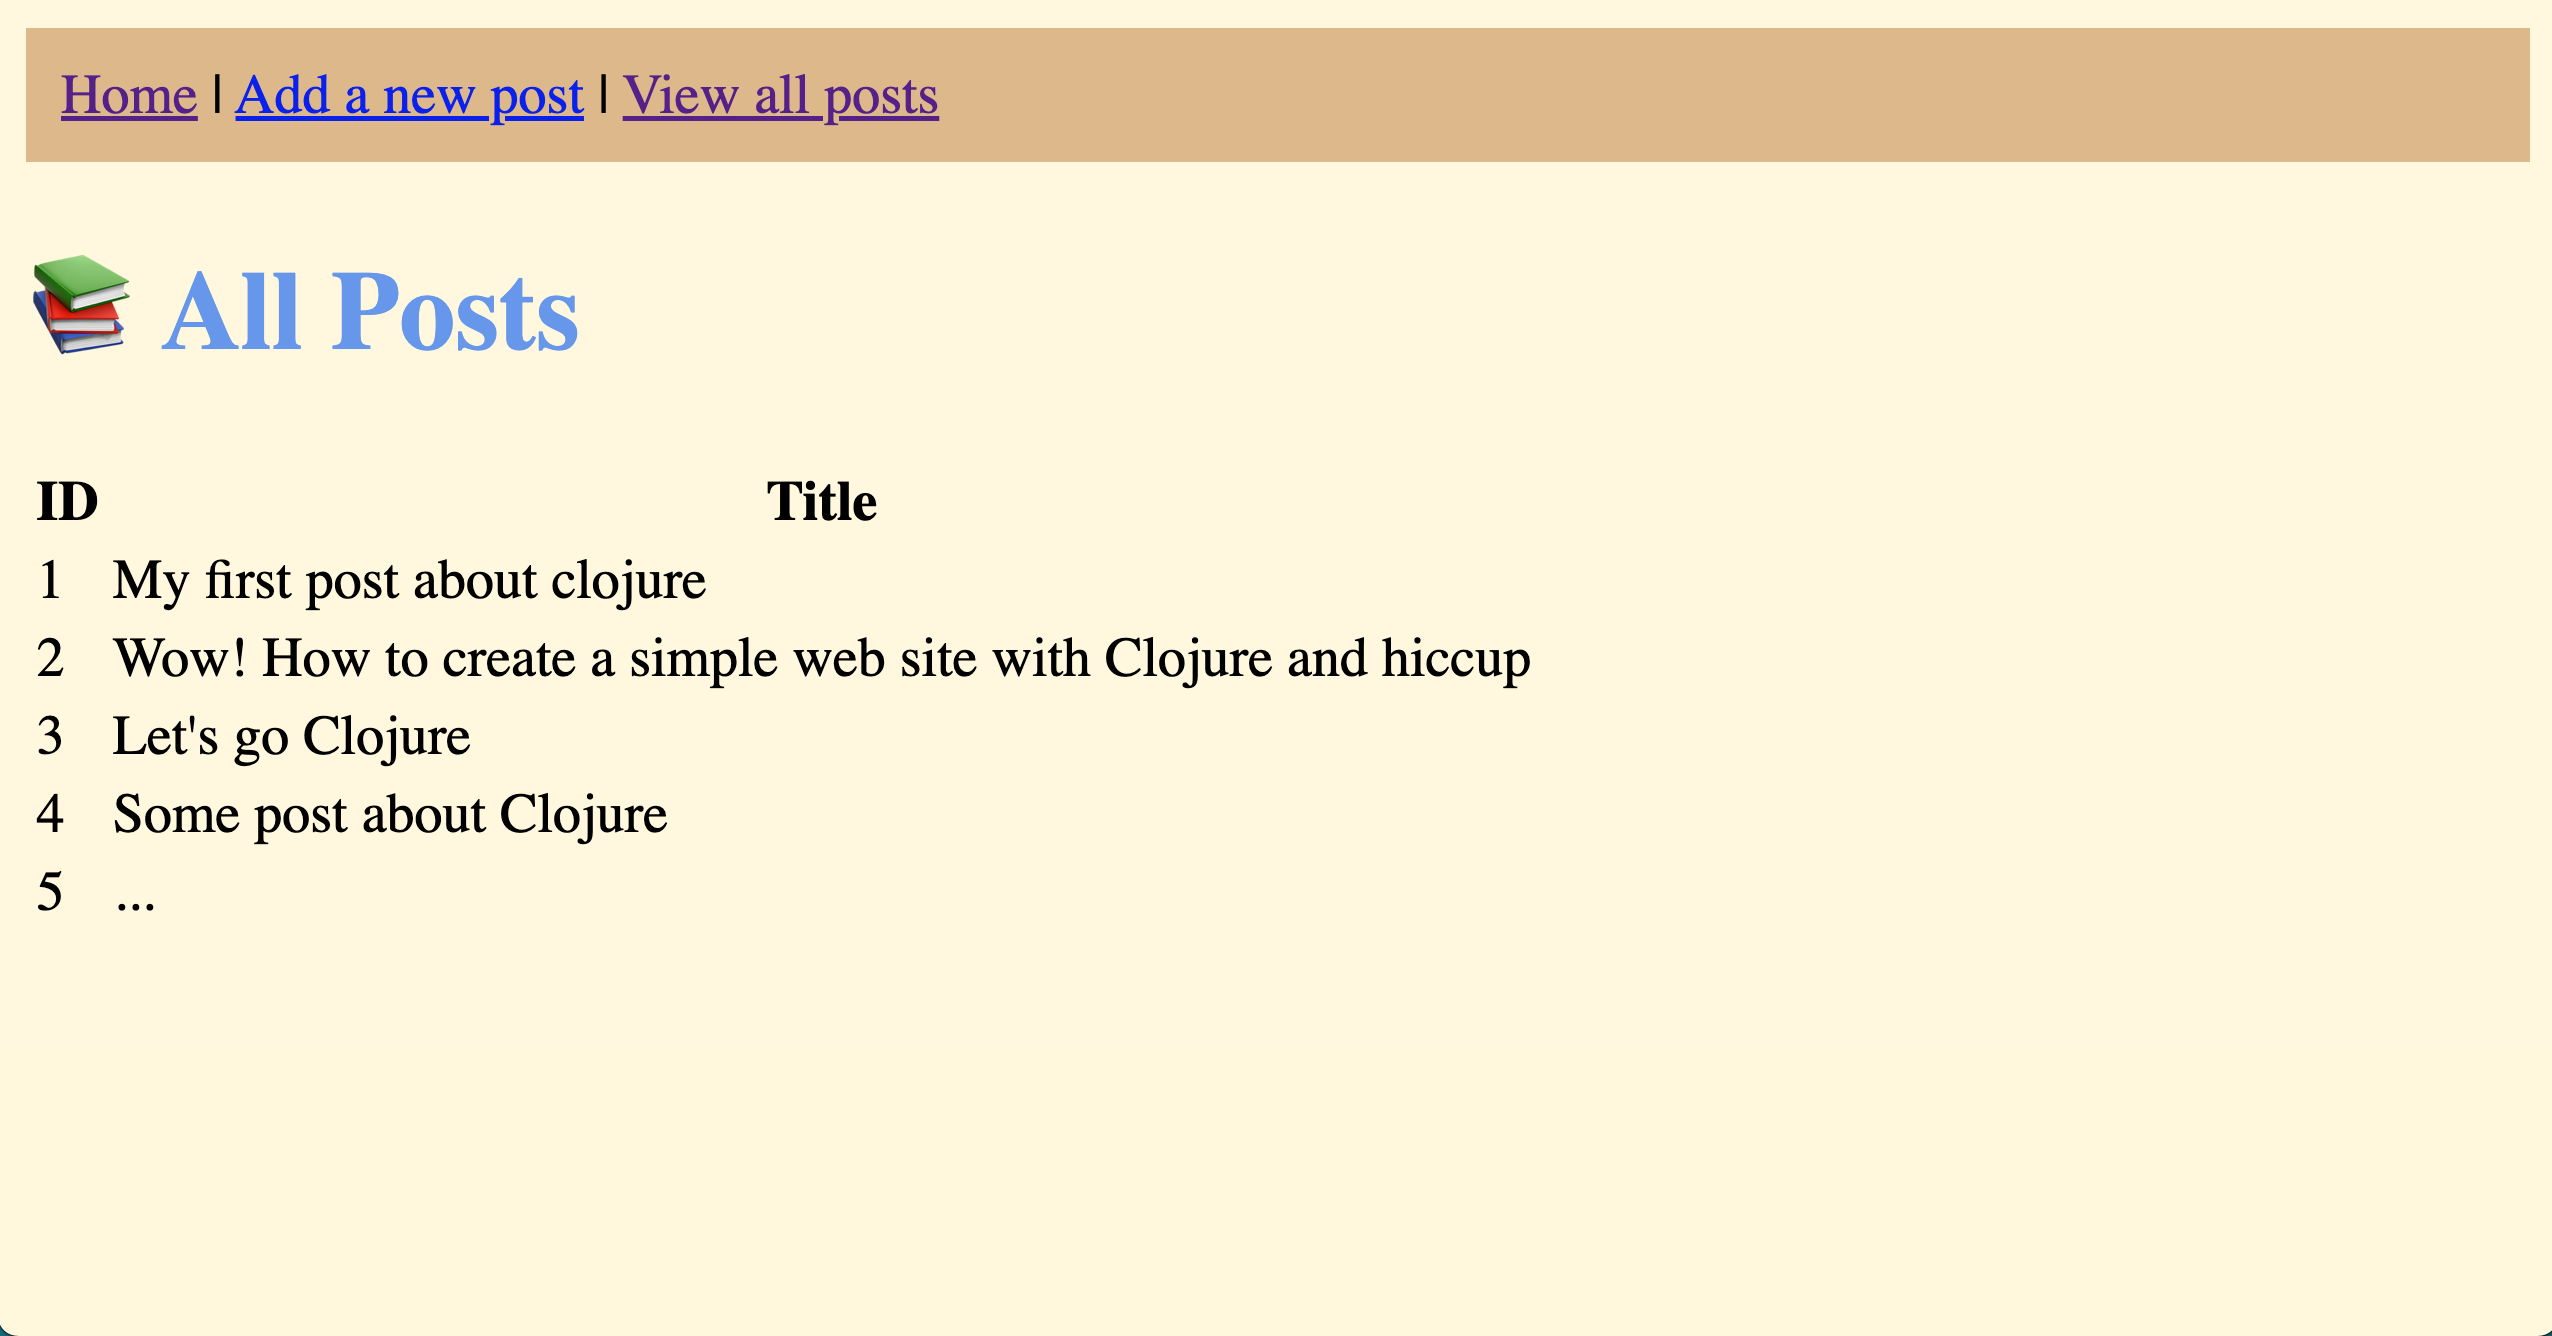 Home | Add a new post | View all posts
All Posts
ID Title
1 My first post about clojure
2 Wow! How to create a simple web site with Clojure and hiccup
3 Let's go Clojure
4 Some post about Clojure
5 ...